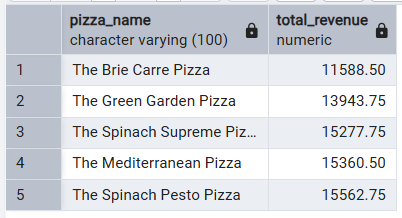 pizza_name total_revenue
character varying (100) numeric
1 The Brie Carre Pizza 11588.50
2 The Green Garden Pizza 13943.75
3 The Spinach Supreme Piz... 15277.75
4 The Mediterranean Pizza 15360.50
5 The Spinach Pesto Pizza 15562.75